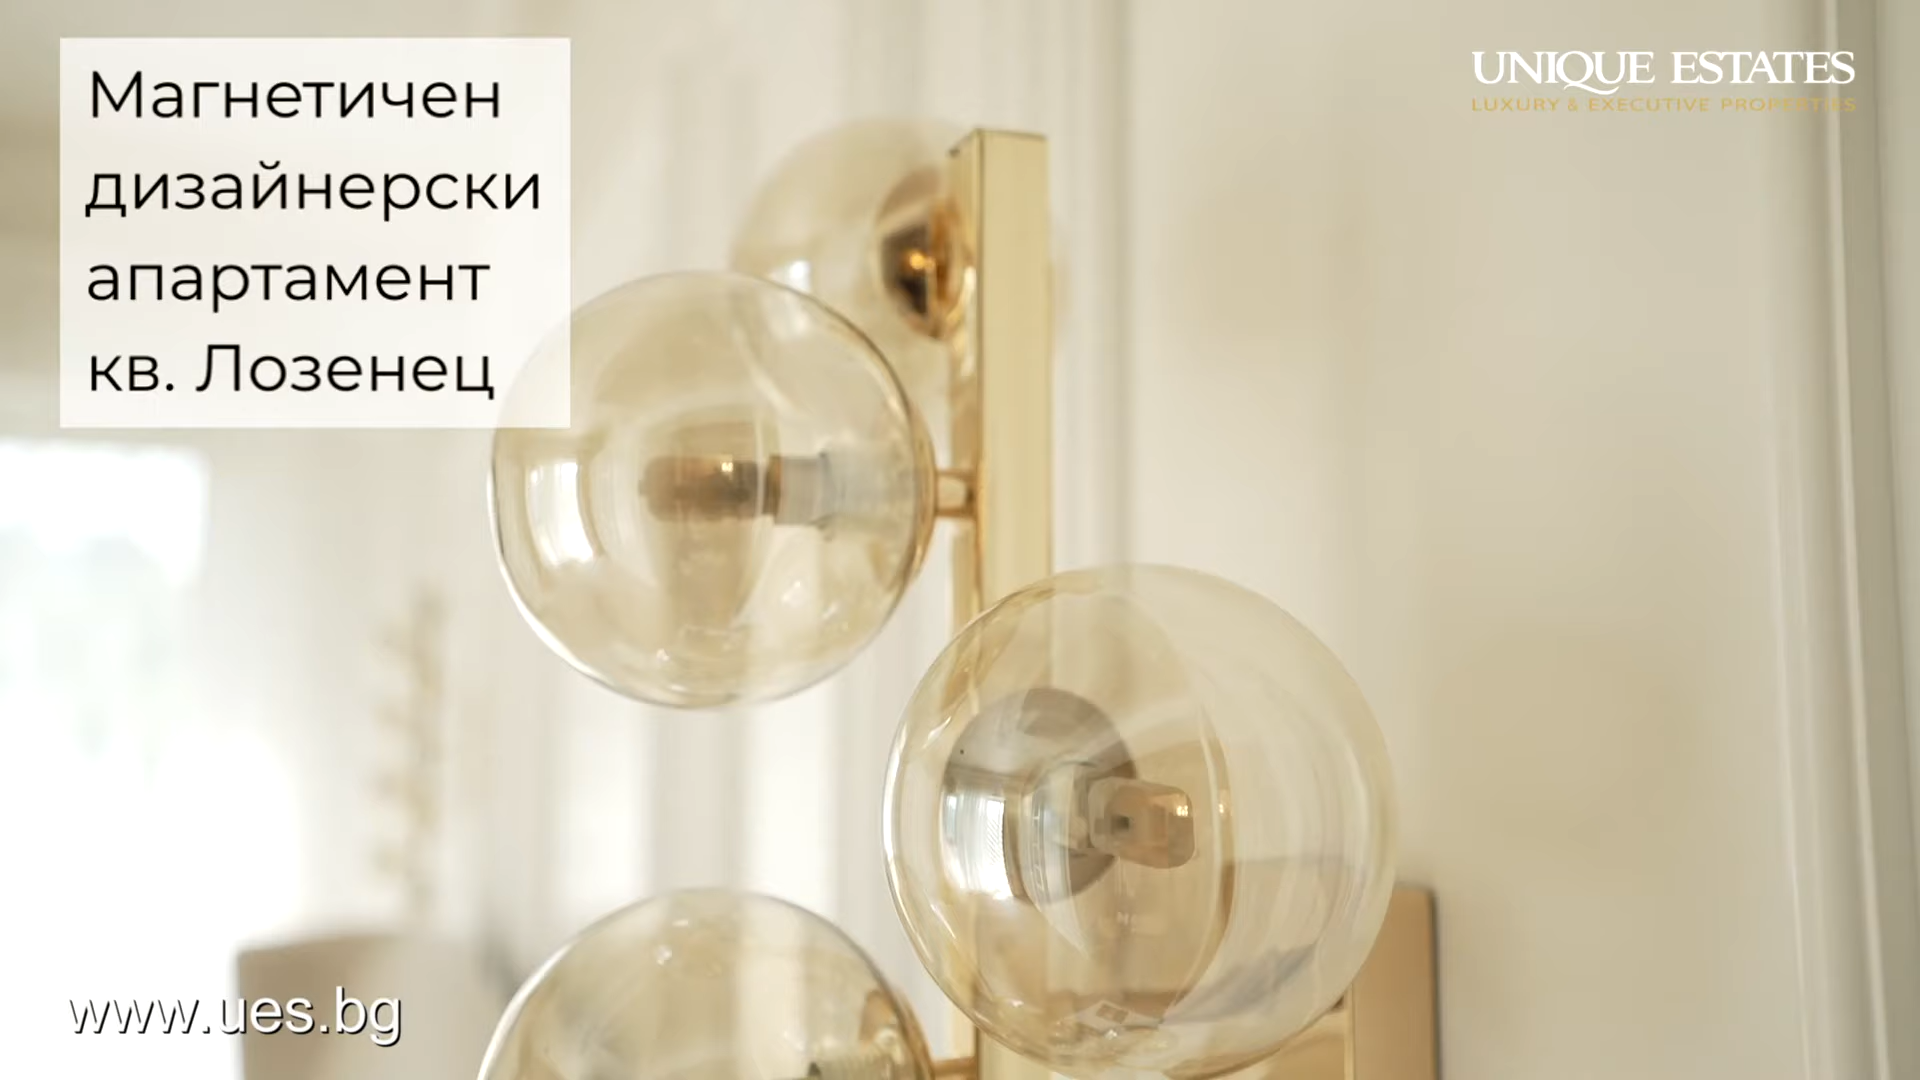 Магнетичен
дизайнерски
апартамент
кв. Лозенец
UNIQUE ESTATES
LUXURY & EXECUTIVE PROPERTIES
www.ues.bg